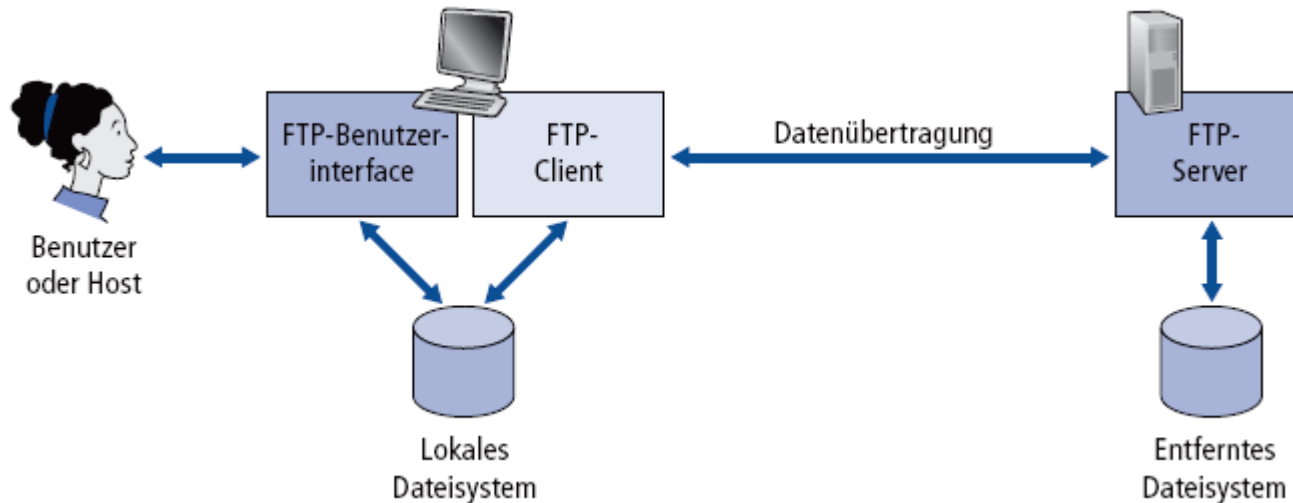 FTP-Benutzer-
interface
FTP-
Client
Datenübertragung
FTP-
Server
Benutzer
oder Host
Lokales
Dateisystem
Entferntes
Dateisystem